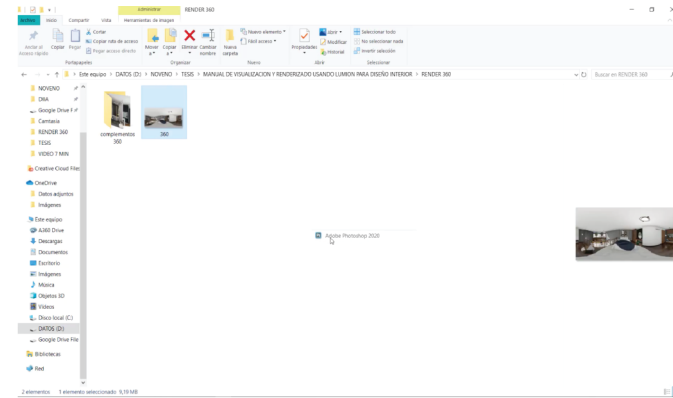 Administrar RENDER 360
Archivo Inicio Compartir Vista Herramientas de imagen
Anclar al Acceso rápido
Copiar
Pegar
Cortar
Copiar ruta de acceso
Pegar acceso directo
Portapapeles
Mover a
Copiar a
Eliminar
Cambiar nombre
Organizar
Nueva carpeta
Nuevo elemento
Fácil acceso
Nuevo
Propiedades
Abrir
Modificar
Historial
Abrir
Seleccionar todo
No seleccionar nada
Invertir selección
Seleccionar
Este equipo > DATOS (D:) > NOVENO > TESIS > MANUAL DE VISUALIZACION Y RENDERIZADO USANDO LUMION PARA DISEÑO INTERIOR > RENDER 360
Buscar en RENDER 360
NOVENO
DRA
Google Drive F
Camtasia
RENDER 360
TESIS
VIDEO 7 MIN
Creative Cloud Files
OneDrive
Datos adjuntos
Imágenes
Este equipo
A360 Drive
Descargas
Documentos
Escritorio
Imágenes
Música
Objetos 3D
Vídeos
Disco local (C:)
DATOS (D:)
Google Drive File
Bibliotecas
Red
complementos 360
360
Adobe Photoshop 2020
2 elementos 1 elemento seleccionado 9,19 MB